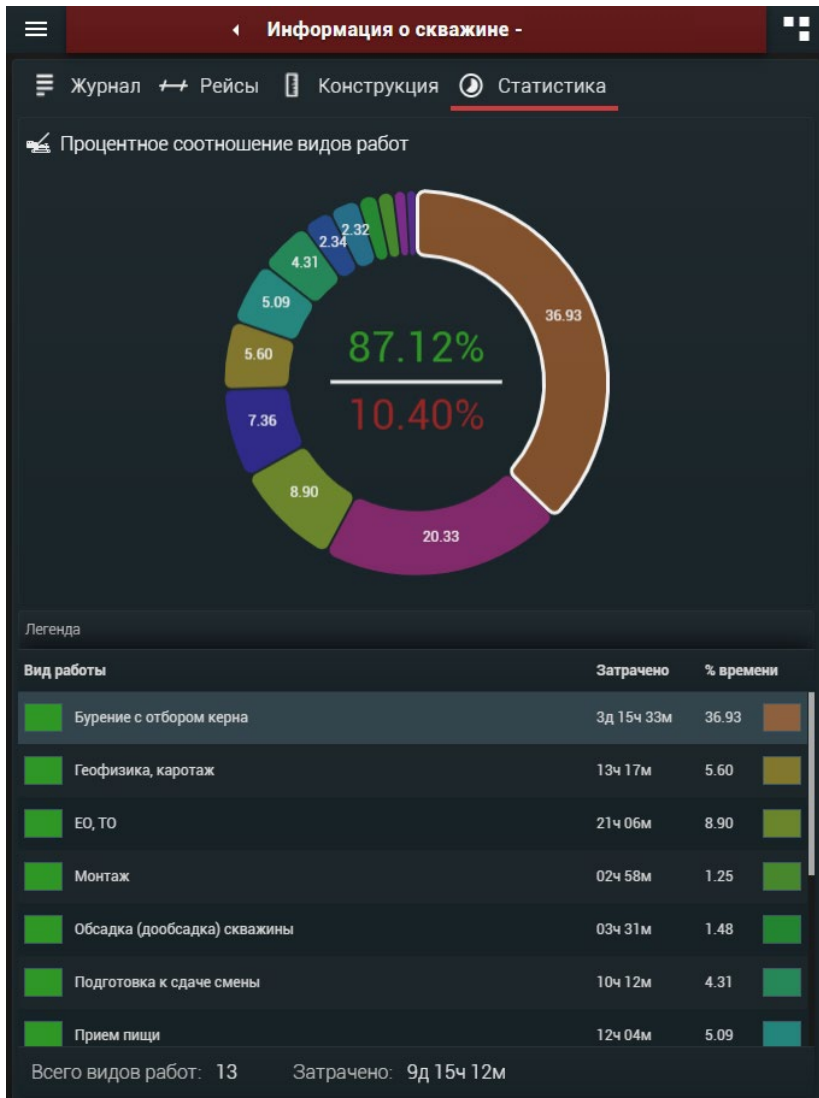 Информация о скважине -
Журнал Рейсы Конструкция Статистика
Процентное соотношение видов работ
2.32
2.34
4.31
5.09
36.93
5.60
87.12%
10.40%
7.36
8.90
20.33
Легенда
Вид работы Затрачено % времени
Бурение с отбором керна 3д 15ч 33м 36.93
Геофизика, каротаж 13ч 17м 5.60
ЕО, ТО 21ч 06м 8.90
Монтаж 02ч 58м 1.25
Обсадка (дообсадка) скважины 03ч 31м 1.48
Подготовка к сдаче смены 10ч 12м 4.31
Прием пищи 12ч 04м 5.09
Всего видов работ: 13 Затрачено: 9д 15ч 12м